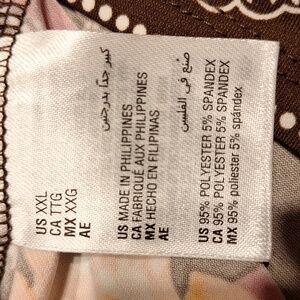 US XXL
CA TTG
MX XXG
AE كبير جدًا بدرجتين
US MADE IN PHILIPPINES
CA FABRIQUÉ AUX PHILIPPINES
MX HECHO EN FILIPINAS
AE صنع في الفلبين
US 95% POLYESTER 5% SPANDEX
CA 95% POLYESTER 5% SPANDEX
MX 95% poliéster 5% spándex